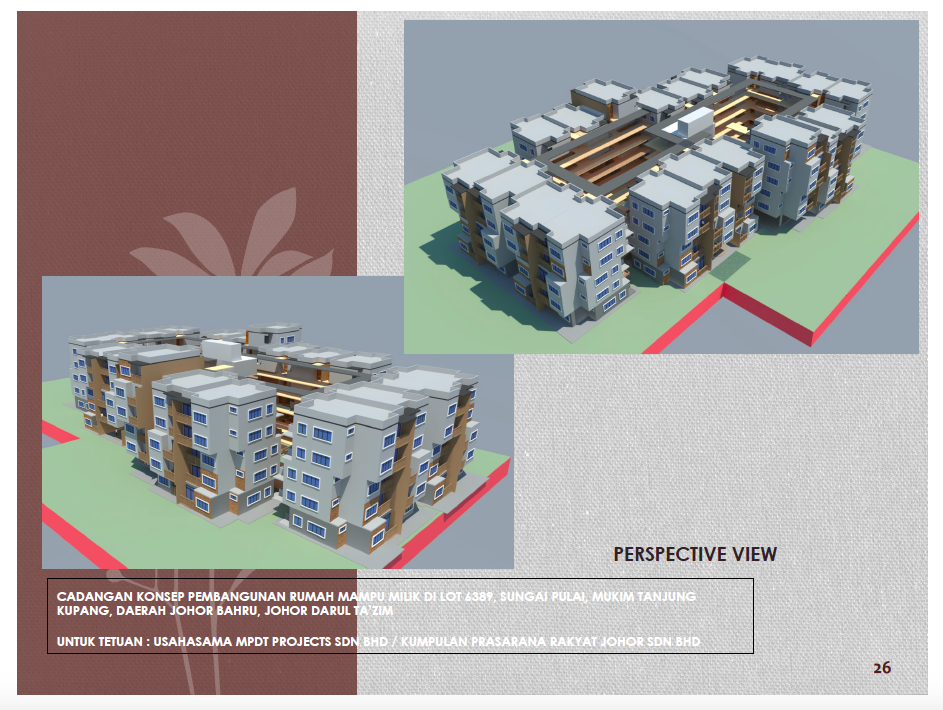 PERSPECTIVE VIEW
CADANGAN KONSEP PEMBANGUNAN RUMAH MAMPU MILIK DI LOT 6389, SUNGAI PULAI, MUKIM TANJUNG
KUPANG, DAERAH JOHOR BAHRU, JOHOR DARUL TA'ZIM
UNTUK TETUAN : USAHASAMA MPDT PROJECTS SDN BHD / KUMPULAN PRASARANA RAKYAT JOHOR SDN BHD
26